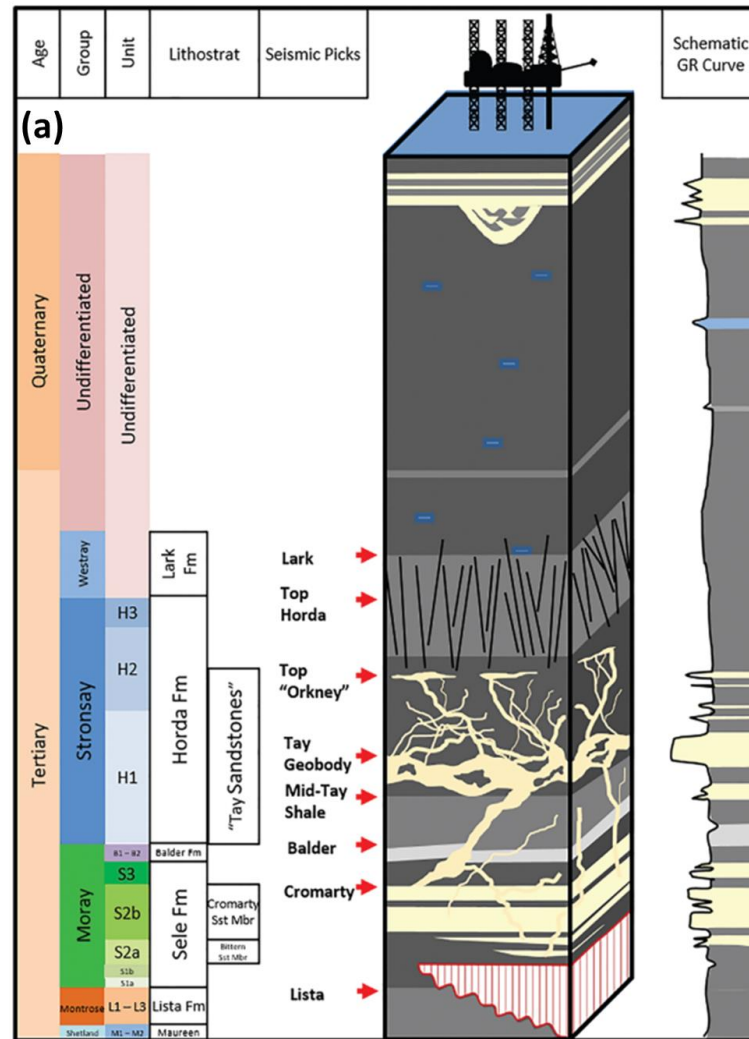 Age
Group
Unit
Lithostrat
Seismic Picks
Schematic
GR Curve
(a)
Quaternary
Tertiary
Undifferentiated
Westray
Stronsay
Moray
Montrose
Shetland
Undifferentiated
H3
H2
H1
B1 – B2
S3
S2b
S2a
S1b
S1a
L1 – L3
M1 – M2
Lark
Fm
Horda Fm
Balder Fm
Sele Fm
Lista Fm
Maureen
"Tay Sandstones"
Cromarty
Sst Mbr
Bittern
Sst Mbr
Lark
Top
Horda
Top
"Orkney"
Tay
Geobody
Mid-Tay
Shale
Balder
Cromarty
Lista